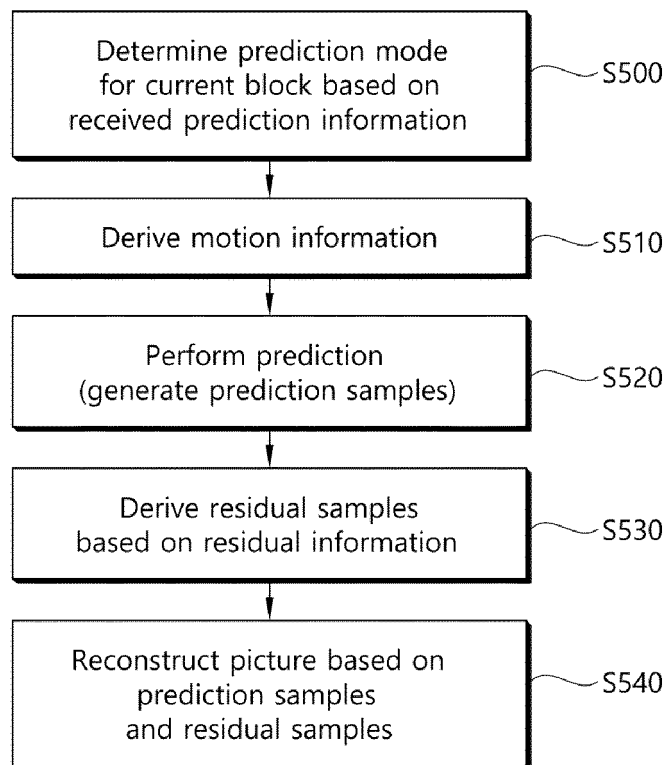 Determine prediction mode
for current block based on
received prediction information
S500
Derive motion information
S510
Perform prediction
(generate prediction samples)
S520
Derive residual samples
based on residual information
S530
Reconstruct picture based on
prediction samples
and residual samples
S540